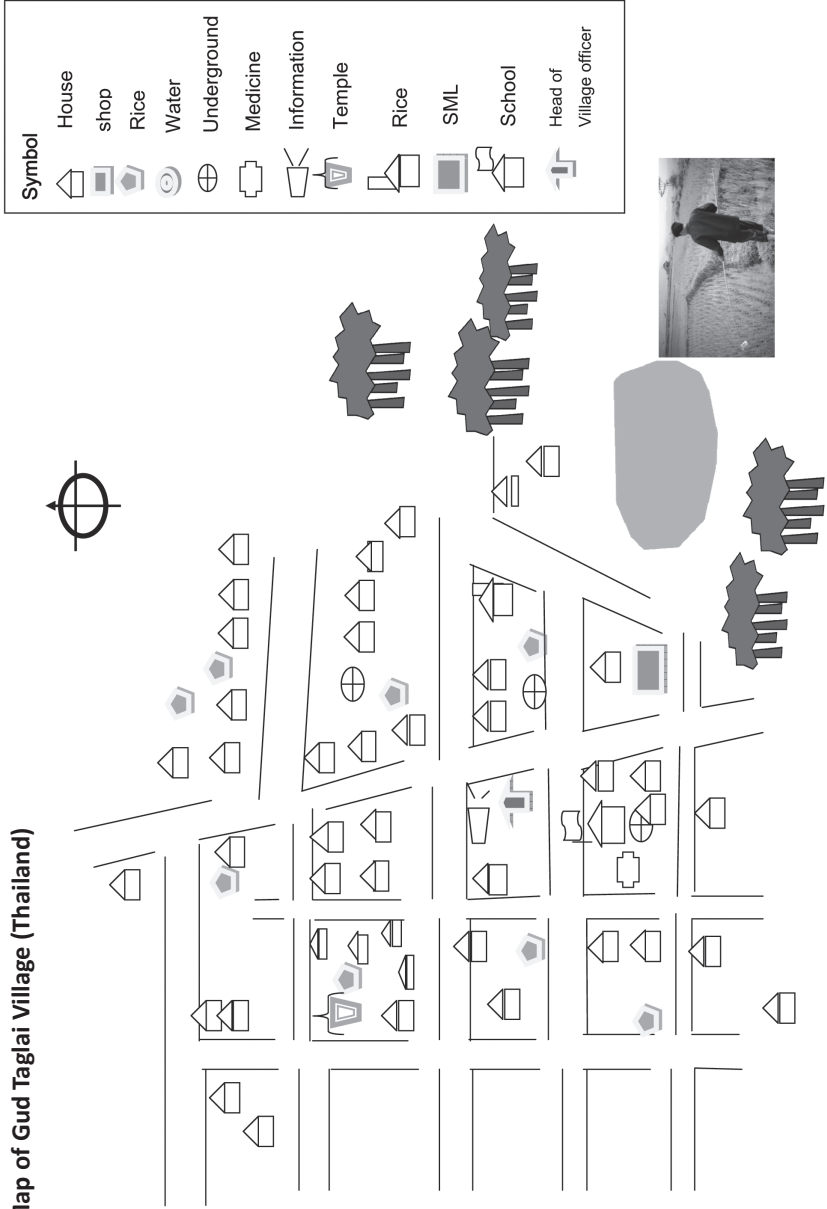 lap of Gud Taglai Village (Thailand)
Symbol
House
shop
Rice
Water
Underground
Medicine
Information
Temple
Rice
SML
School
Head of
Village officer